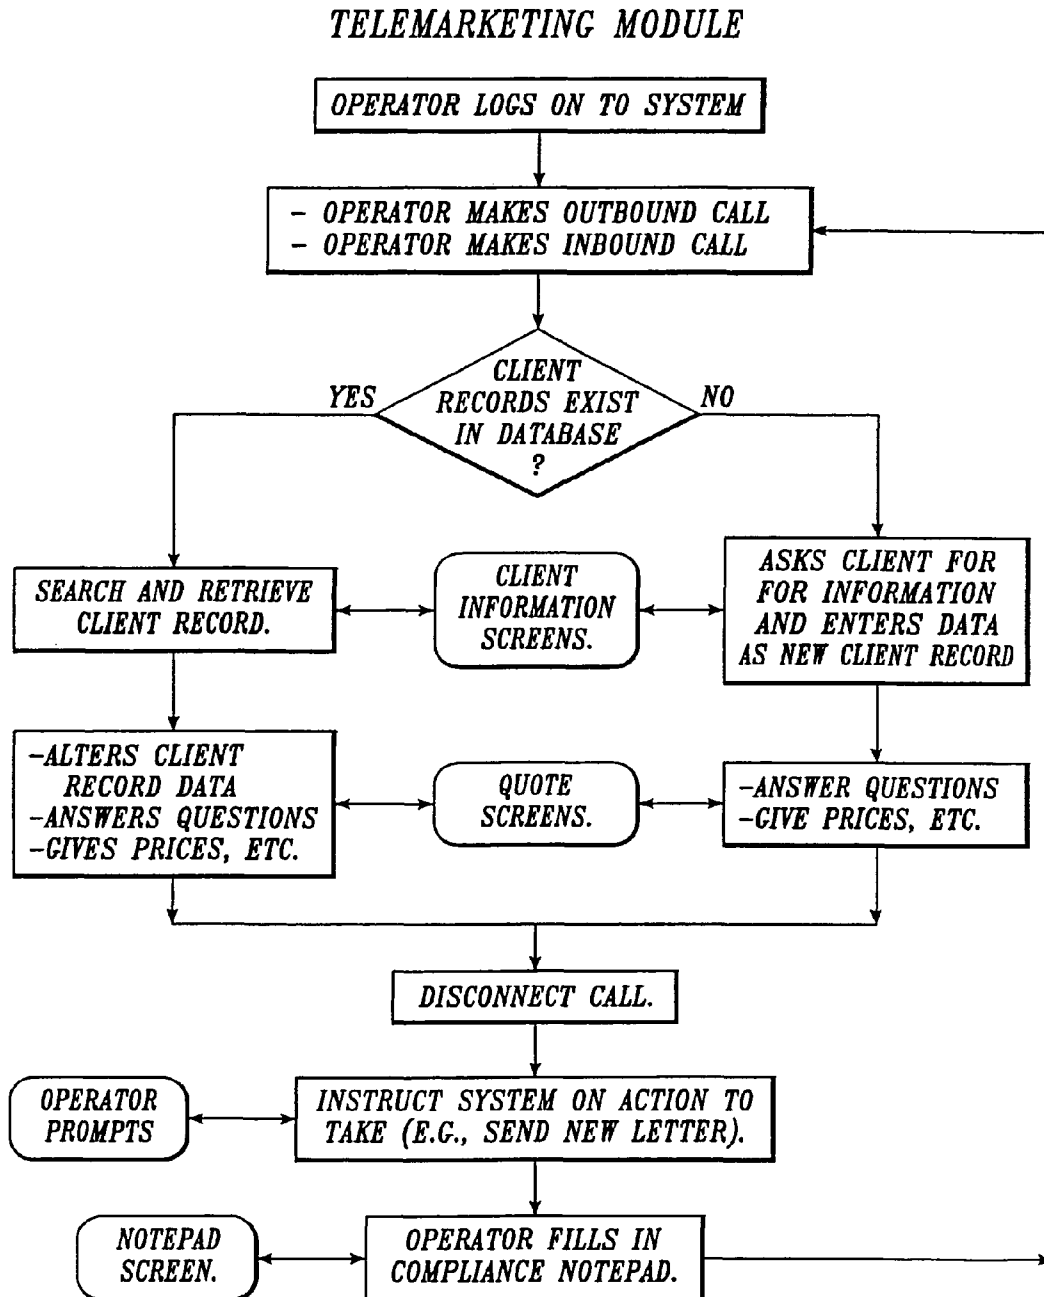 TELEMARKETING MODULE
OPERATOR LOGS ON TO SYSTEM
- OPERATOR MAKES OUTBOUND CALL
- OPERATOR MAKES INBOUND CALL
CLIENT
RECORDS EXIST
IN DATABASE
?
YES
NO
SEARCH AND RETRIEVE
CLIENT RECORD.
CLIENT
INFORMATION
SCREENS.
ASKS CLIENT FOR
FOR INFORMATION
AND ENTERS DATA
AS NEW CLIENT RECORD
-ALTERS CLIENT
RECORD DATA
-ANSWERS QUESTIONS
-GIVES PRICES, ETC.
QUOTE
SCREENS.
-ANSWER QUESTIONS
-GIVE PRICES, ETC.
DISCONNECT CALL.
OPERATOR
PROMPTS
INSTRUCT SYSTEM ON ACTION TO
TAKE (E.G., SEND NEW LETTER).
NOTEPAD
SCREEN.
OPERATOR FILLS IN
COMPLIANCE NOTEPAD.